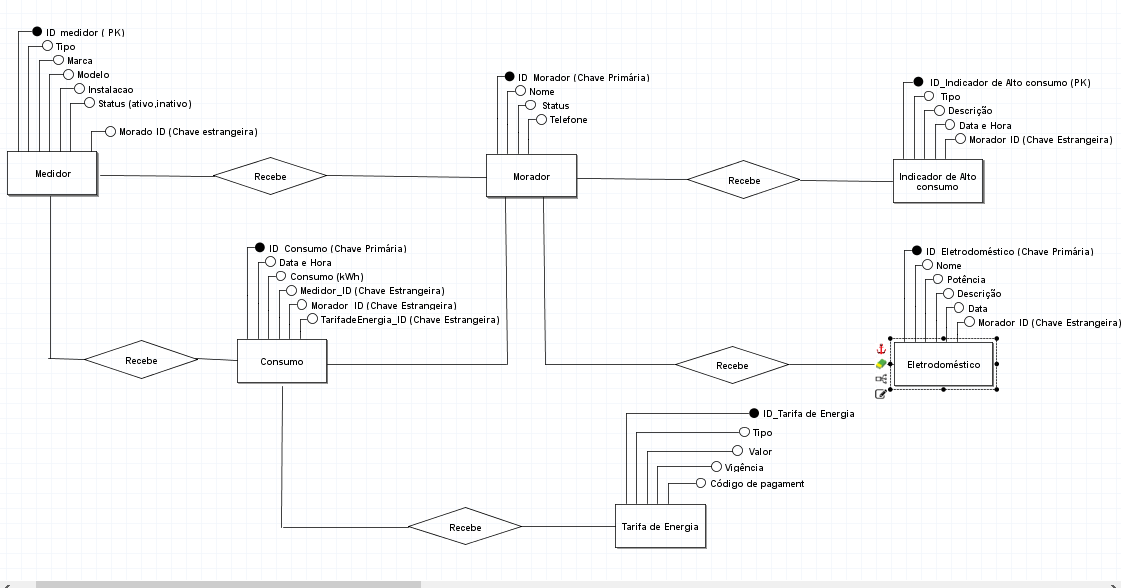 ID medidor ( PK)
Tipo
Marca
Modelo
Instalacao
Status (ativo,inativo)
Morado ID (Chave estrangeira)
Medidor
Recebe
ID Morador (Chave Primária)
Nome
Status
Telefone
Morador
Recebe
ID_Indicador de Alto consumo (PK)
Tipo
Descrição
Data e Hora
Morador ID (Chave Estrangeira)
Indicador de Alto
consumo
ID Consumo (Chave Primária)
Data e Hora
Consumo (kWh)
Medidor_ID (Chave Estrangeira)
Morador ID (Chave Estrangeira)
TarifadeEnergia_ID (Chave Estrangeira)
Recebe
Consumo
ID Eletrodoméstico (Chave Primária)
Nome
Potência
Descrição
Data
Morador ID (Chave Estrangeira)
Recebe
Eletrodoméstico
ID_Tarifa de Energia
Tipo
Valor
Vigência
Código de pagament
Recebe
Tarifa de Energia